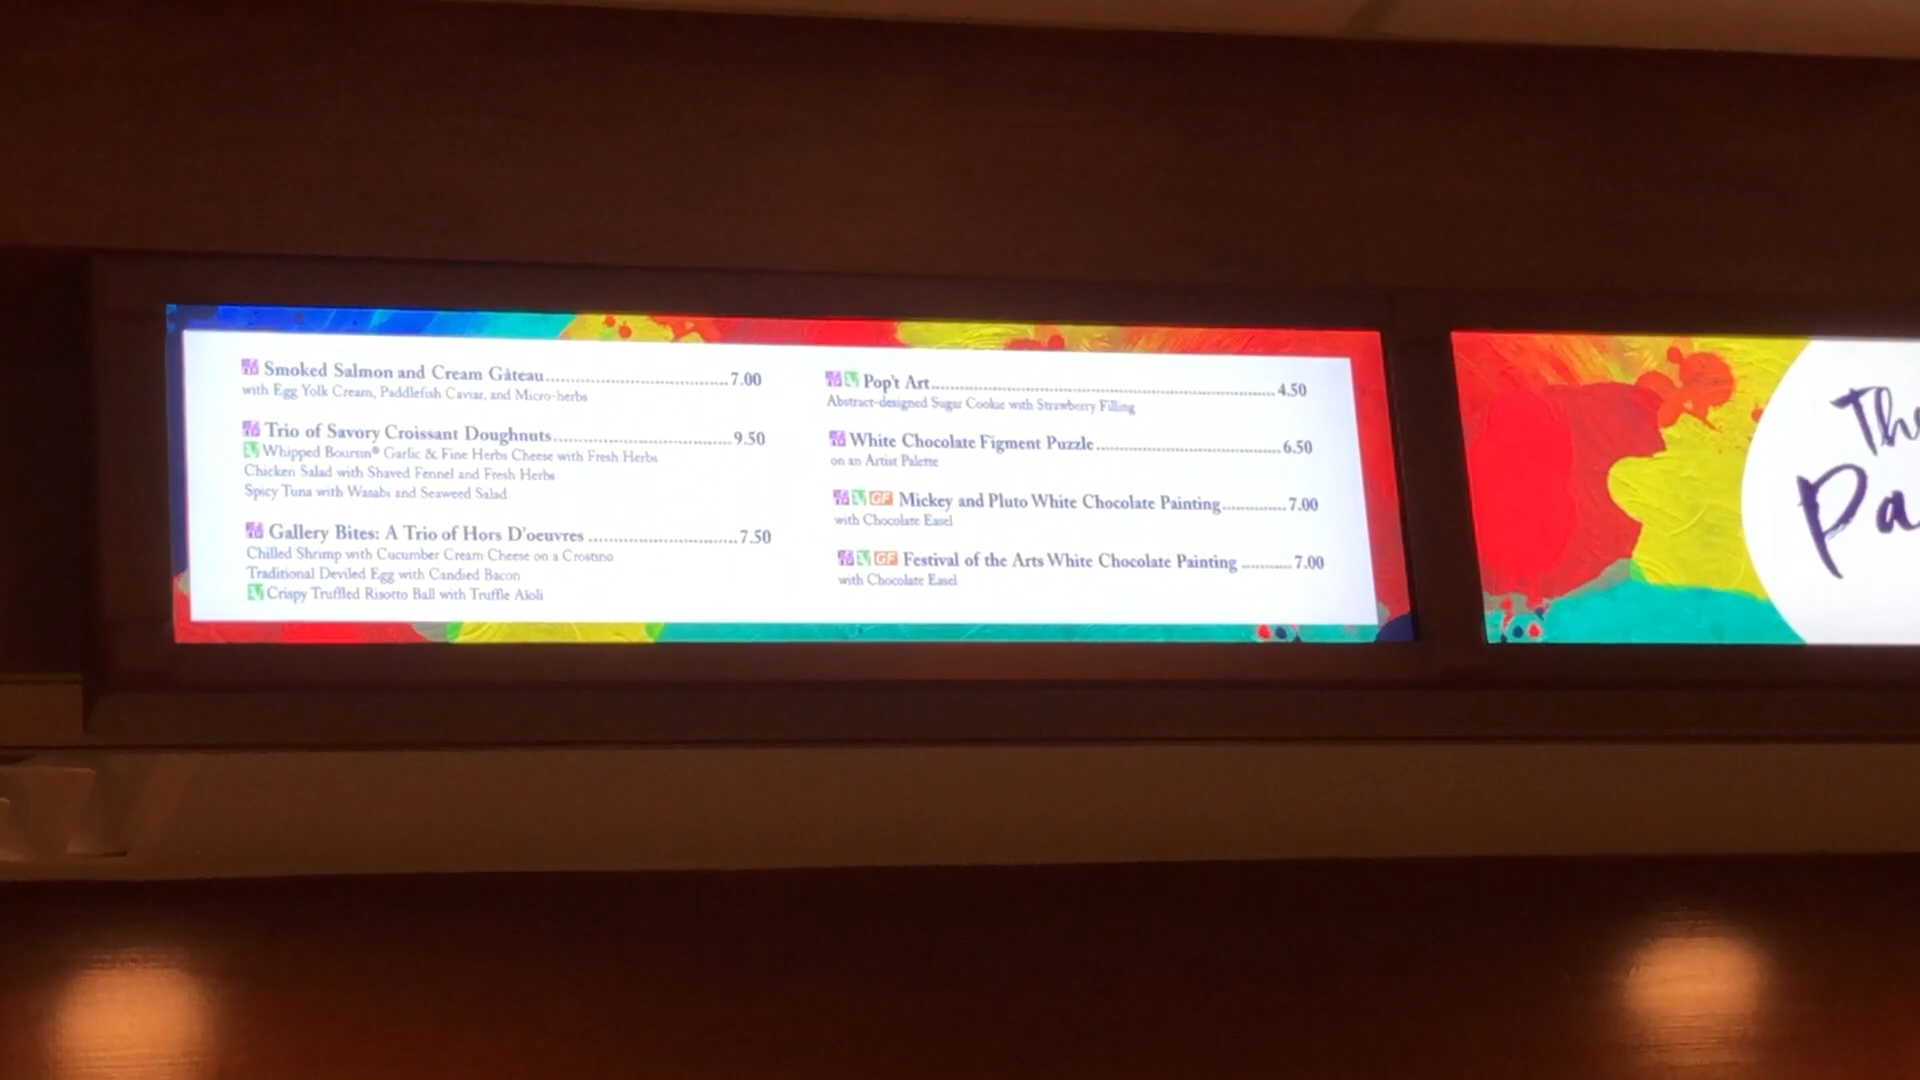 Smoked Salmon and Cream Gâteau..............................7.00
with Egg Yolk Cream, Paddlefish Caviar, and Micro-herbs
Trio of Savory Croissant Doughnuts..............................9.50
V Whipped Boursin® Garlic & Fine Herbs Cheese with Fresh Herbs
Chicken Salad with Shaved Fennel and Fresh Herbs
Spicy Tuna with Wasabi and Seaweed Salad
Gallery Bites: A Trio of Hors D'oeuvres ..............................7.50
Chilled Shrimp with Cucumber Cream Cheese on a Crostino
Traditional Deviled Egg with Candied Bacon
V Crispy Truffled Risotto Ball with Truffle Aïoli
V Pop't Art..............................4.50
Abstract-designed Sugar Cookie with Strawberry Filling
White Chocolate Figment Puzzle..............................6.50
on an Artist Palette
V GF Mickey and Pluto White Chocolate Painting...............7.00
with Chocolate Easel
V GF Festival of the Arts White Chocolate Painting ............7.00
with Chocolate Easel
The
Pa